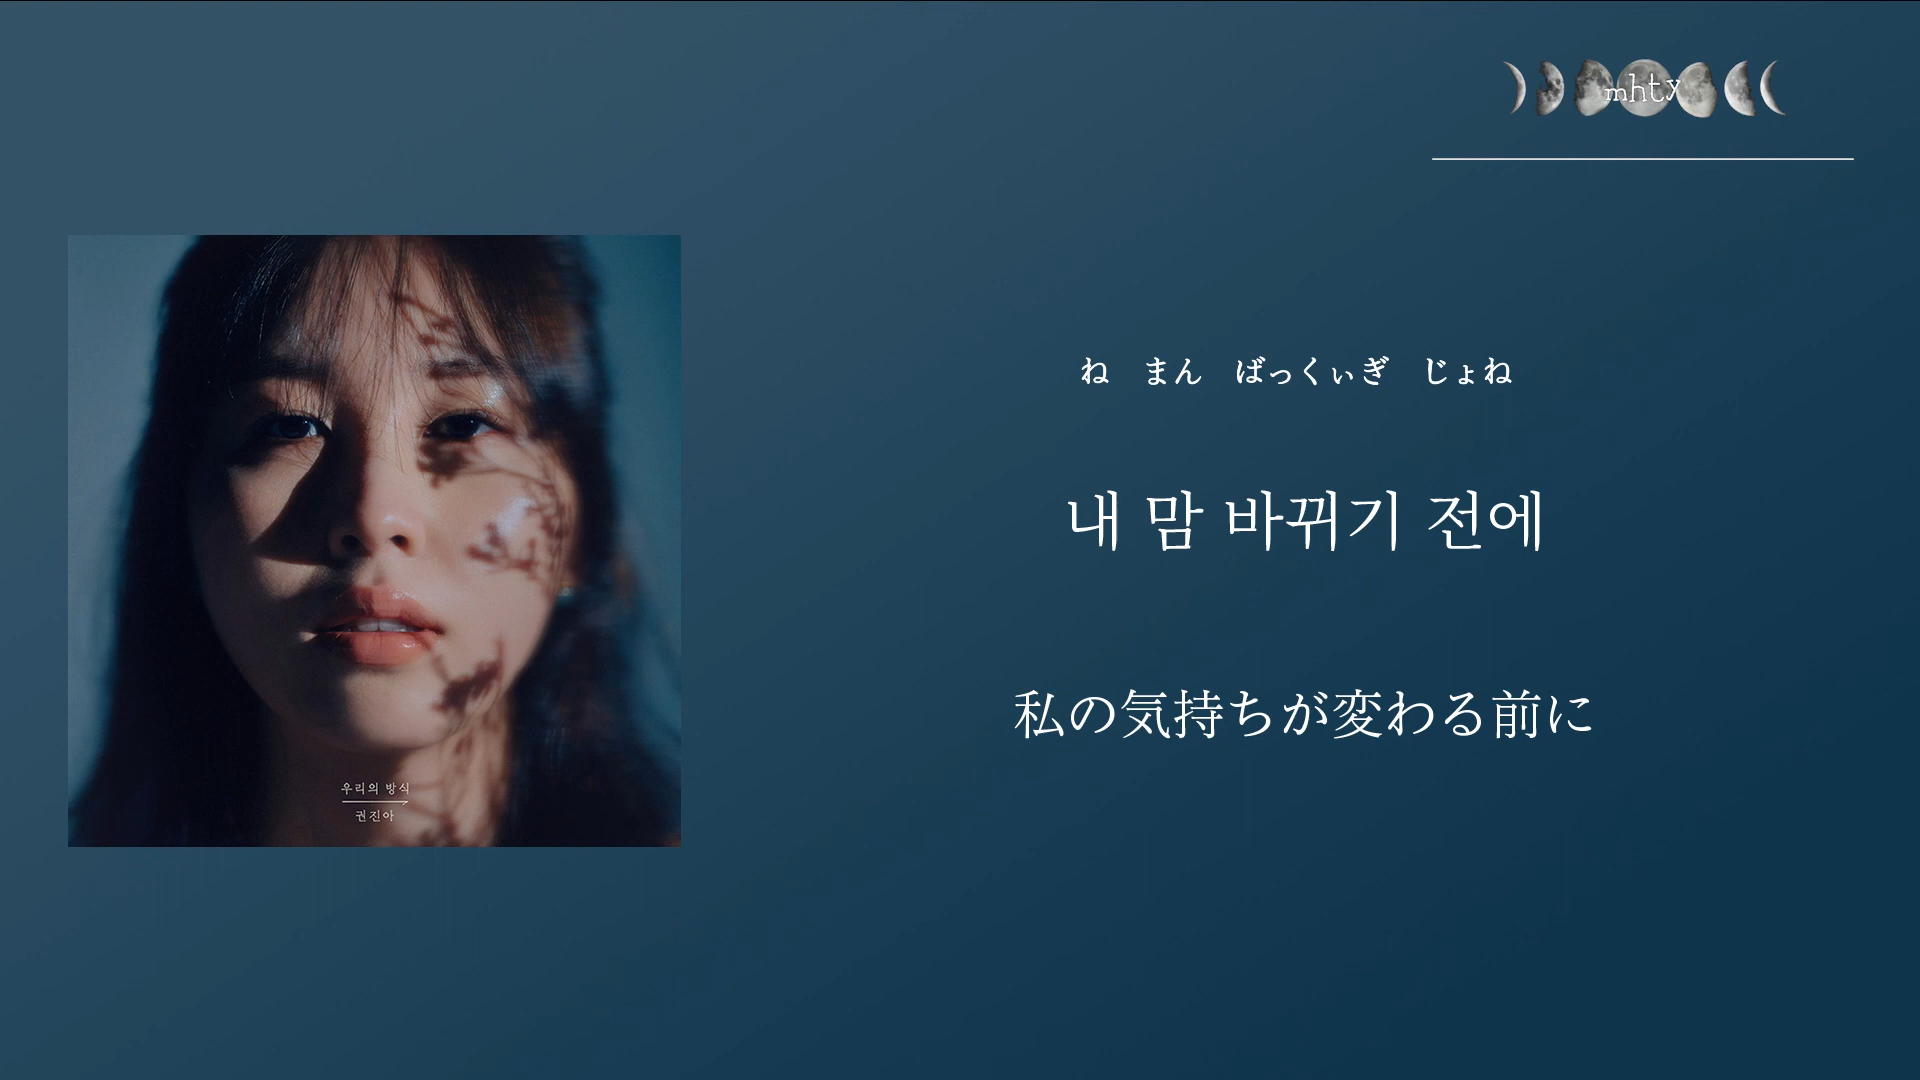 mhty
ね まん ばっくぃぎ じょね
내 맘 바뀌기 전에
私の気持ちが変わる前に
우리의 방식
권진아